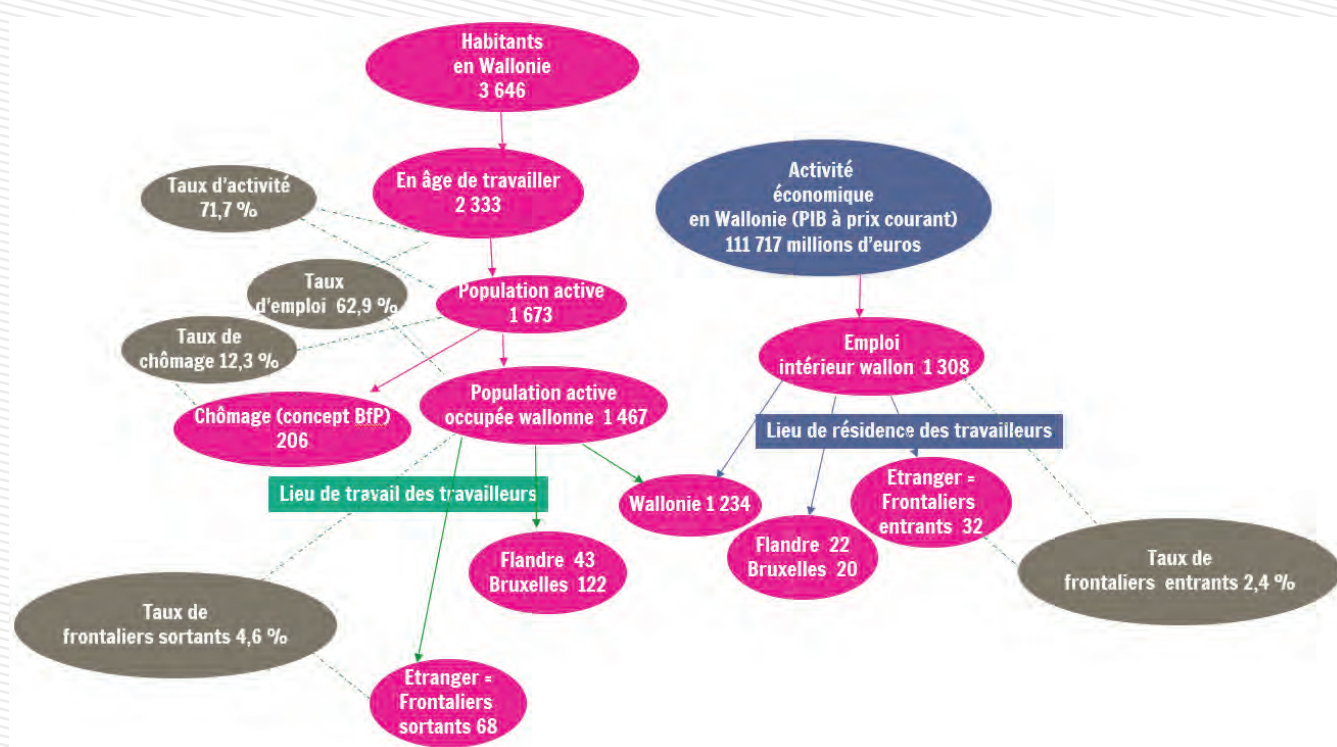 Habitants
en Wallonie
3 646
En âge de travailler
2 333
Taux d'activité
71,7 %
Activité
économique
en Wallonie (PIB à prix courant)
111 717 millions d'euros
Taux
d'emploi 62,9 %
Population active
1 673
Taux de
chômage 12,3 %
Emploi
intérieur wallon 1 308
Chômage (concept BfP)
206
Population active
occupée wallonne 1 467
Lieu de résidence des travailleurs
Lieu de travail des travailleurs
Wallonie 1 234
Etranger =
Frontaliers
entrants 32
Flandre 43
Bruxelles 122
Flandre 22
Bruxelles 20
Taux de
frontaliers entrants 2,4 %
Taux de
frontaliers sortants 4,6 %
Etranger =
Frontaliers
sortants 68